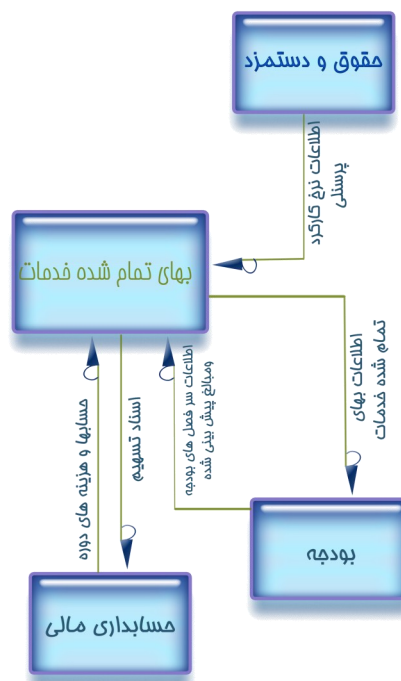 حقوق و دستمزد
اطلاعات نرخ کارکرد
پرسنلی
بهای تمام شده خدمات
اطلاعات بهای
تمام شده خدمات
اطلاعات سر فصل های بودجه
و
پیش بینی شده
اسناد تسهیم
حسابها و هزینه های دوره
بودجه
حسابداری مالی